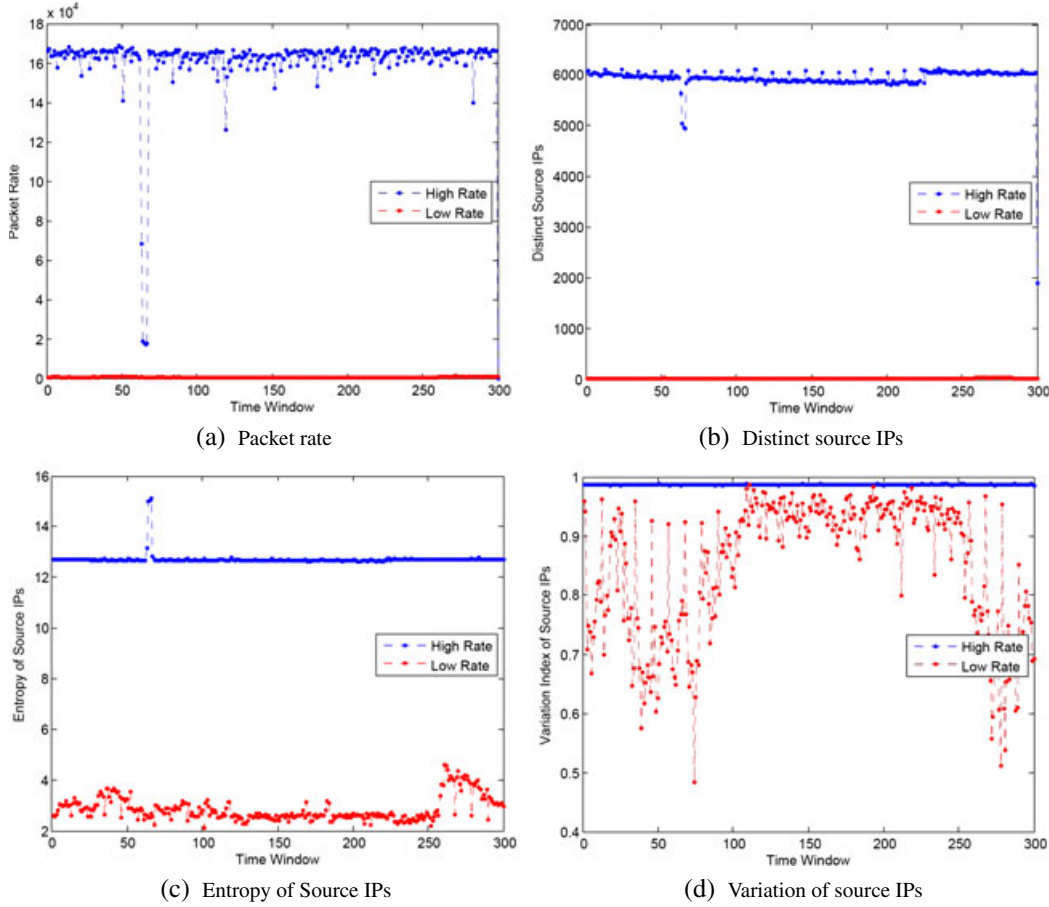 x 10⁴
18
16
14
12
10
8
6
4
2
0
Packet Rate
High Rate
Low Rate
0 50 100 150 200 250 300
Time Window
(a) Packet rate
7000
6000
5000
4000
3000
2000
1000
0
Distinct Source IPs
High Rate
Low Rate
0 50 100 150 200 250 300
Time Window
(b) Distinct source IPs
16
14
12
10
8
6
4
2
Entropy of Source IPs
High Rate
Low Rate
0 50 100 150 200 250 300
Time Window
(c) Entropy of Source IPs
1
0.9
0.8
0.7
0.6
0.5
0.4
Variation Index of Source IPs
High Rate
Low Rate
0 50 100 150 200 250 300
Time Window
(d) Variation of source IPs